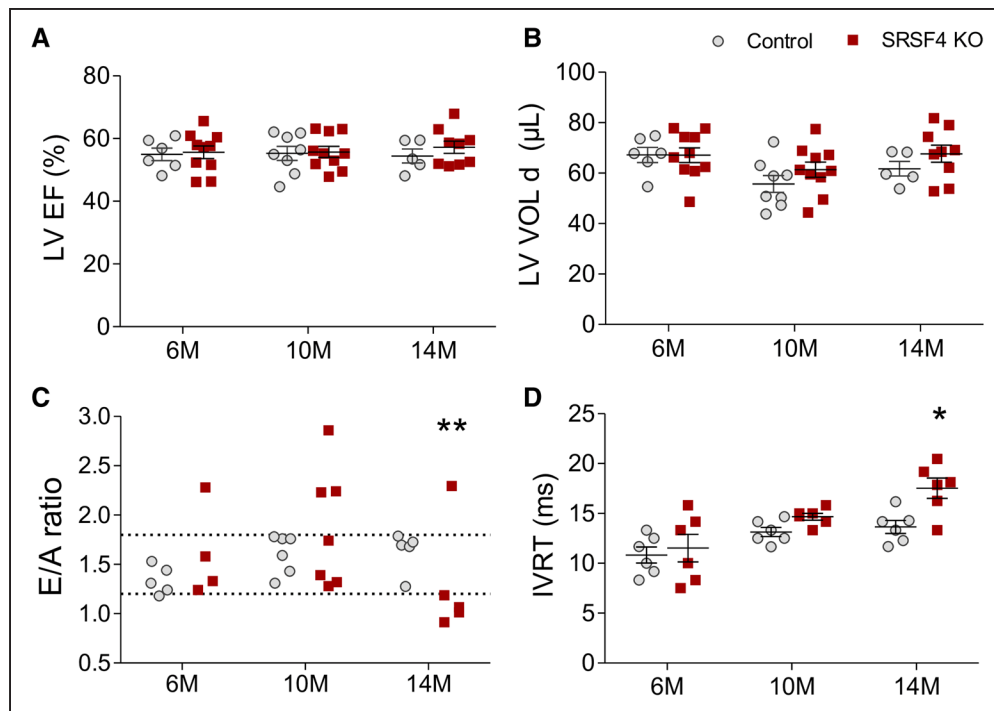 A
LV EF (%)
80
60
40
20
0
6M 10M 14M
B
Control SRSF4 KO
LV VOL d (µL)
100
80
60
40
20
0
6M 10M 14M
C
E/A ratio
3.0
2.5
2.0
1.5
1.0
0.5
**
6M 10M 14M
D
IVRT (ms)
25
20
15
10
5
0
*
6M 10M 14M